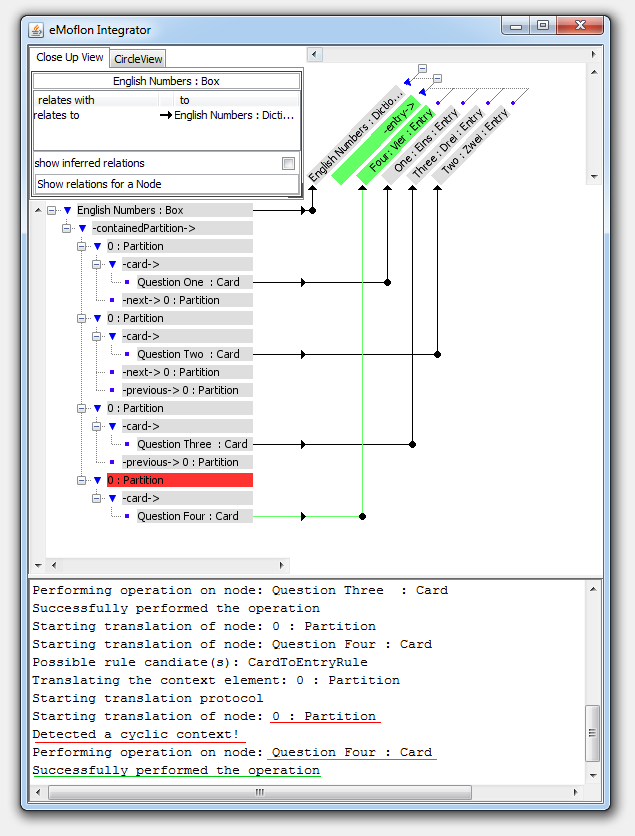 eMoflon Integrator
Close Up View
CircleView
English Numbers : Box
relates with to
relates to English Numbers : Dicti...
show inferred relations
Show relations for a Node
English Numbers : Dictio...
-entry->
Four: Vier : Entry
One : Eins : Entry
Three : Drei : Entry
Two : Zwei : Entry
English Numbers : Box
-containedPartition->
0 : Partition
-card->
Question One : Card
-next-> 0 : Partition
0 : Partition
-card->
Question Two : Card
-next-> 0 : Partition
-previous-> 0 : Partition
0 : Partition
-card->
Question Three : Card
-previous-> 0 : Partition
0 : Partition
-card->
Question Four : Card
Performing operation on node: Question Three  : Card
Successfully performed the operation
Starting translation of node: 0 : Partition
Starting translation of node: Question Four : Card
Possible rule candiate(s): CardToEntryRule
Translating the context element: 0 : Partition
Starting translation protocol
Starting translation of node: 0 : Partition
Detected a cyclic context!
Performing operation on node: Question Four : Card
Successfully performed the operation